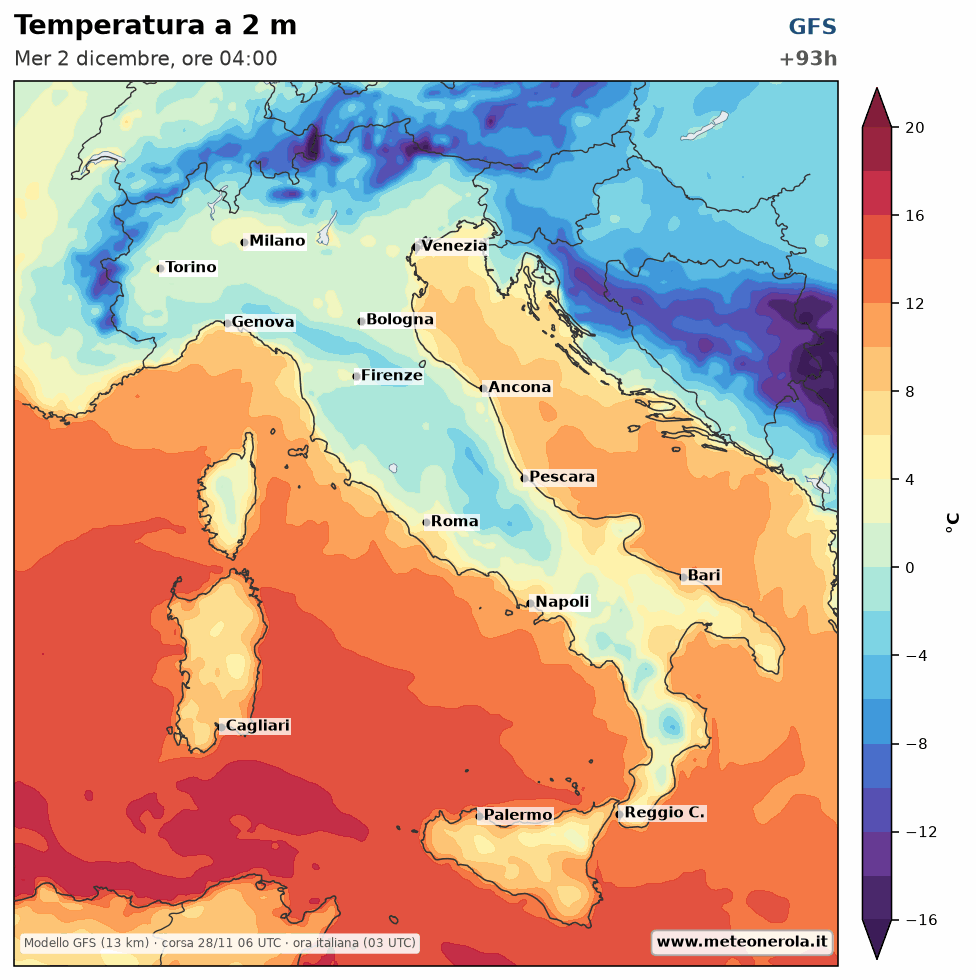 Temperatura a 2 m
GFS
Mer 2 dicembre, ore 04:00
+93h
Milano
Venezia
Torino
Genova
Bologna
Firenze
Ancona
Pescara
Roma
Bari
Napoli
Cagliari
Palermo
Reggio C.
20
16
12
8
4
0
−4
−8
−12
−16
°C
Modello GFS (13 km) · corsa 28/11 06 UTC · ora italiana (03 UTC)
www.meteonerola.it